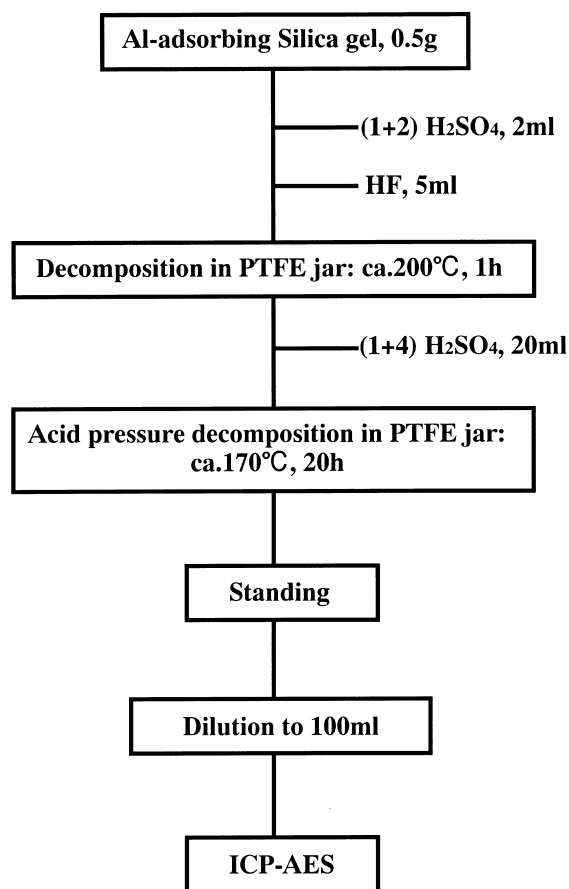 Al-adsorbing Silica gel, 0.5g
(1+2) H₂SO₄, 2ml
HF, 5ml
Decomposition in PTFE jar: ca.200℃, 1h
(1+4) H₂SO₄, 20ml
Acid pressure decomposition in PTFE jar:
ca.170℃, 20h
Standing
Dilution to 100ml
ICP-AES